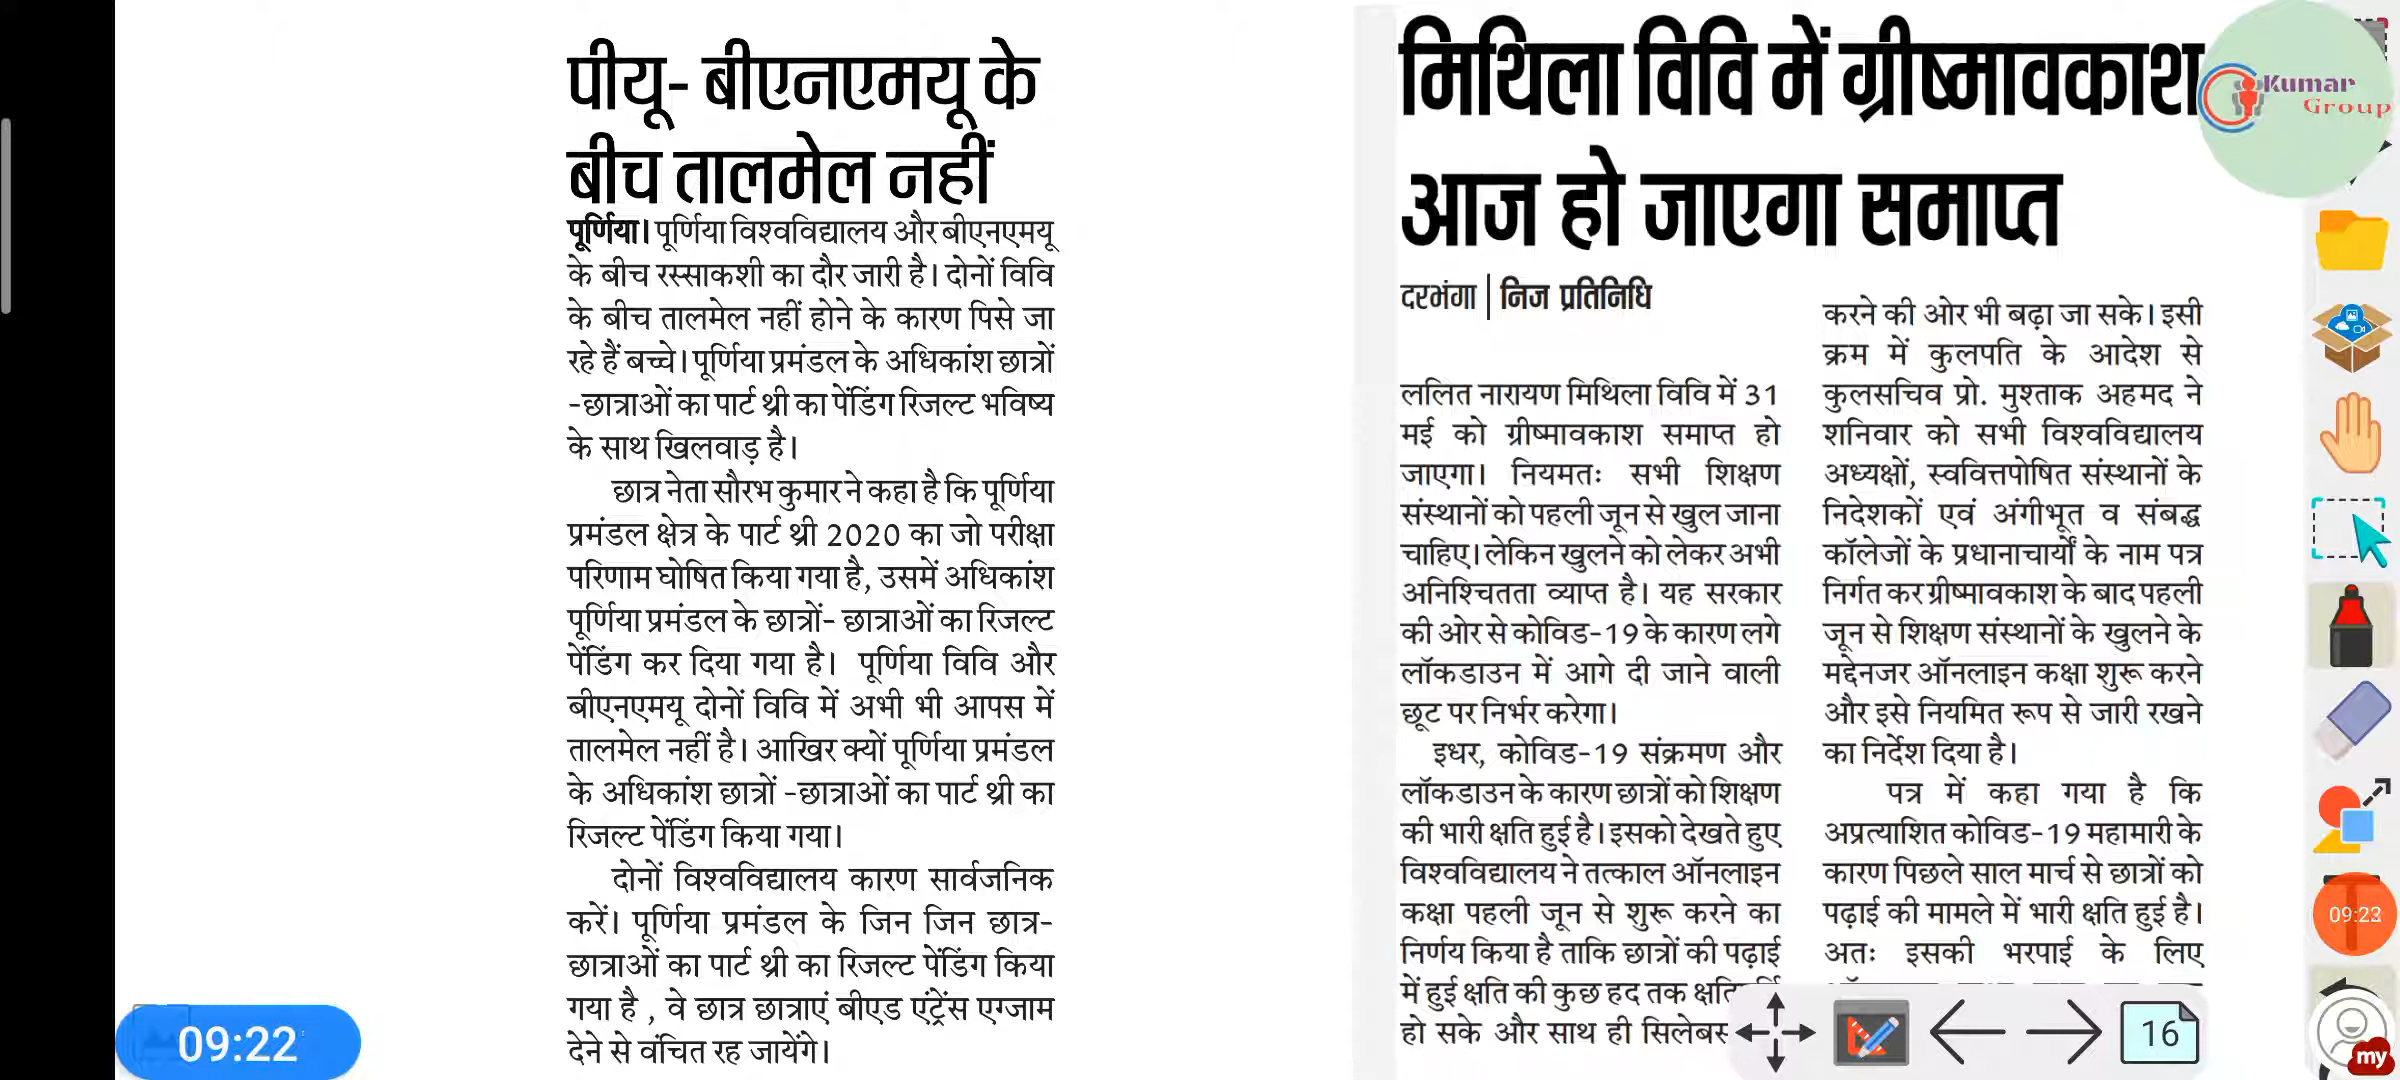 पीयू- बीएनएमयू के
बीच तालमेल नहीं
पूर्णिया। पूर्णिया विश्वविद्यालय और बीएनएमयू
के बीच रस्साकशी का दौर जारी है। दोनों विवि
के बीच तालमेल नहीं होने के कारण पिसे जा
रहे हैं बच्चे। पूर्णिया प्रमंडल के अधिकांश छात्रों
-छात्राओं का पार्ट थ्री का पेंडिंग रिजल्ट भविष्य
के साथ खिलवाड़ है।
छात्र नेता सौरभ कुमार ने कहा है कि पूर्णिया
प्रमंडल क्षेत्र के पार्ट थ्री 2020 का जो परीक्षा
परिणाम घोषित किया गया है, उसमें अधिकांश
पूर्णिया प्रमंडल के छात्रों- छात्राओं का रिजल्ट
पेंडिंग कर दिया गया है। पूर्णिया विवि और
बीएनएमयू दोनों विवि में अभी भी आपस में
तालमेल नहीं है। आखिर क्यों पूर्णिया प्रमंडल
के अधिकांश छात्रों -छात्राओं का पार्ट थ्री का
रिजल्ट पेंडिंग किया गया।
दोनों विश्वविद्यालय कारण सार्वजनिक
करें। पूर्णिया प्रमंडल के जिन जिन छात्र-
छात्राओं का पार्ट थ्री का रिजल्ट पेंडिंग किया
गया है , वे छात्र छात्राएं बीएड एंट्रेंस एग्जाम
देने से वंचित रह जायेंगे।
मिथिला विवि में ग्रीष्मावकाश
आज हो जाएगा समाप्त
दरभंगा | निज प्रतिनिधि
ललित नारायण मिथिला विवि में 31
मई को ग्रीष्मावकाश समाप्त हो
जाएगा। नियमतः सभी शिक्षण
संस्थानों को पहली जून से खुल जाना
चाहिए। लेकिन खुलने को लेकर अभी
अनिश्चितता व्याप्त है। यह सरकार
की ओर से कोविड-19 के कारण लगे
लॉकडाउन में आगे दी जाने वाली
छूट पर निर्भर करेगा।
इधर, कोविड-19 संक्रमण और
लॉकडाउन के कारण छात्रों को शिक्षण
की भारी क्षति हुई है। इसको देखते हुए
विश्वविद्यालय ने तत्काल ऑनलाइन
कक्षा पहली जून से शुरू करने का
निर्णय किया है ताकि छात्रों की पढ़ाई
में हुई क्षति की कुछ हद तक
हो सके और साथ ही सिलेबस
करने की ओर भी बढ़ा जा सके। इसी
क्रम में कुलपति के आदेश से
कुलसचिव प्रो. मुश्ताक अहमद ने
शनिवार को सभी विश्वविद्यालय
अध्यक्षों, स्ववित्तपोषित संस्थानों के
निदेशकों एवं अंगीभूत व संबद्ध
कॉलेजों के प्रधानाचार्यों के नाम पत्र
निर्गत कर ग्रीष्मावकाश के बाद पहली
जून से शिक्षण संस्थानों के खुलने के
मद्देनजर ऑनलाइन कक्षा शुरू करने
और इसे नियमित रूप से जारी रखने
का निर्देश दिया है।
पत्र में कहा गया है कि
अप्रत्याशित कोविड-19 महामारी के
कारण पिछले साल मार्च से छात्रों को
पढ़ाई की मामले में भारी क्षति हुई है।
अतः इसकी भरपाई के लिए
Kumar
Group
09:22
16
my